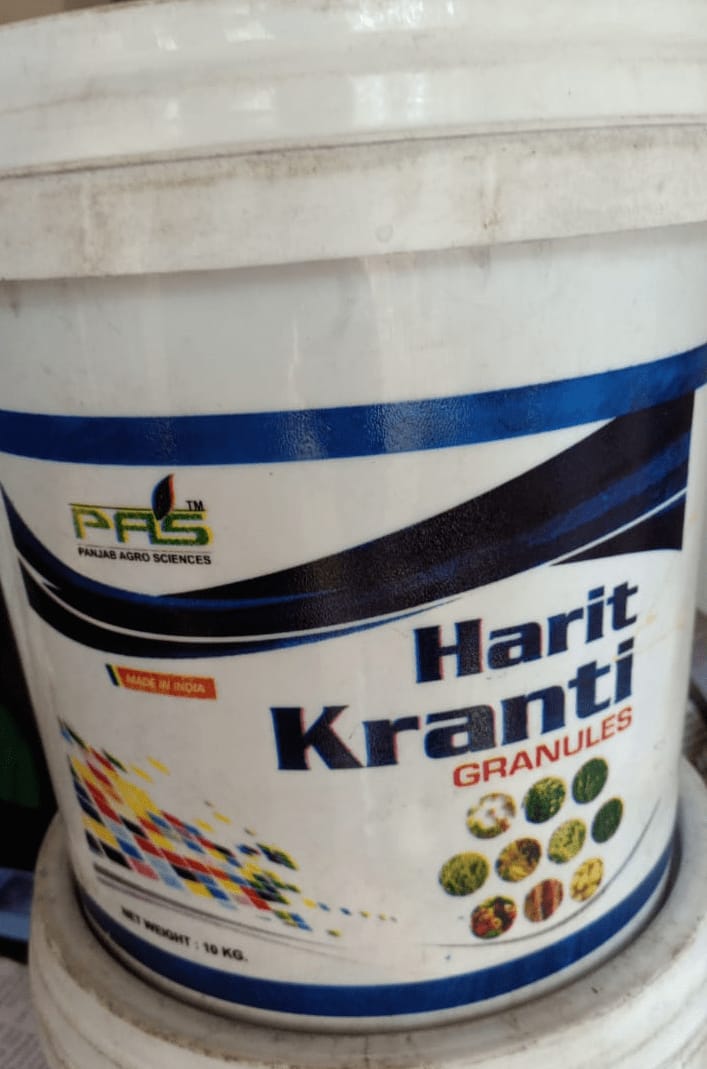 PAS TM
PANJAB AGRO SCIENCES
MADE IN INDIA
Harit
Kranti
GRANULES
NET WEIGHT : 10 KG.